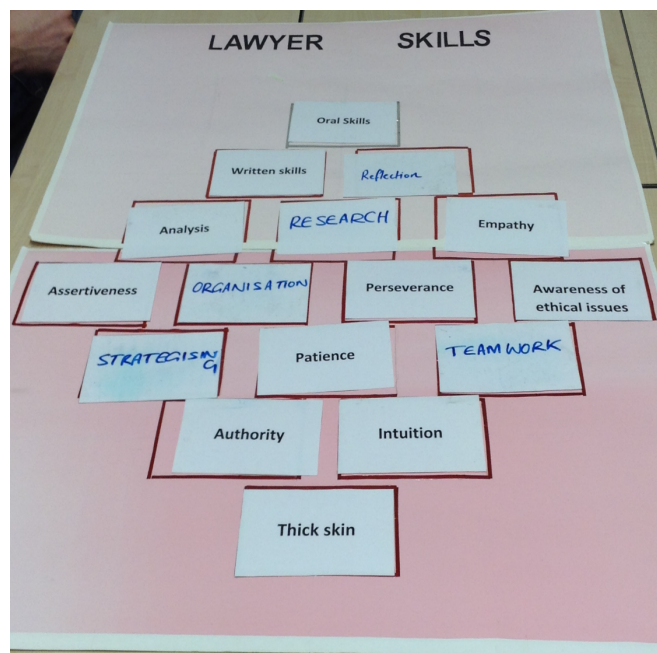 LAWYER SKILLS
Oral Skills
Written skills
Reflection
Analysis
RESEARCH
Empathy
Assertiveness
ORGANISATION
Perseverance
Awareness of
ethical issues
STRATEGISIN
G
Patience
TEAMWORK
Authority
Intuition
Thick skin